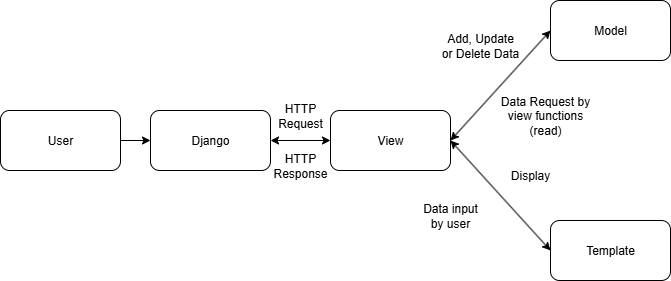 Model
Add, Update
or Delete Data
HTTP
Request
Data Request by
view functions
(read)
User
Django
View
HTTP
Response
Display
Data input
by user
Template